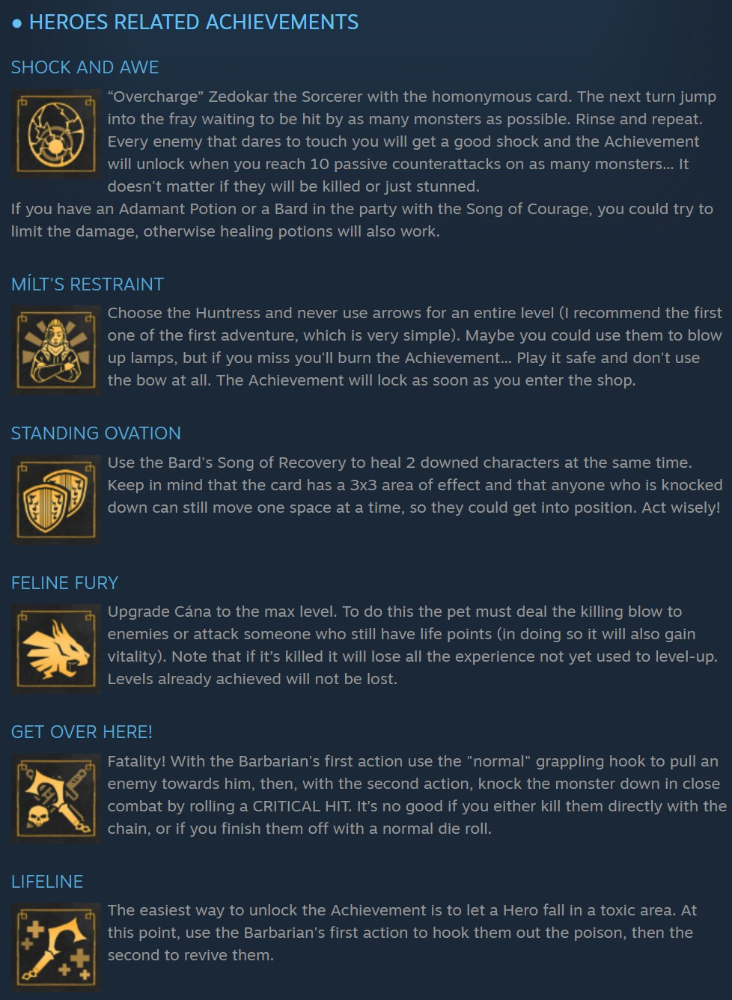 ● HEROES RELATED ACHIEVEMENTS
SHOCK AND AWE
“Overcharge” Zedokar the Sorcerer with the homonymous card. The next turn jump
into the fray waiting to be hit by as many monsters as possible. Rinse and repeat.
Every enemy that dares to touch you will get a good shock and the Achievement
will unlock when you reach 10 passive counterattacks on as many monsters... It
doesn't matter if they will be killed or just stunned.
If you have an Adamant Potion or a Bard in the party with the Song of Courage, you could try to
limit the damage, otherwise healing potions will also work.
MÍLT'S RESTRAINT
Choose the Huntress and never use arrows for an entire level (I recommend the first
one of the first adventure, which is very simple). Maybe you could use them to blow
up lamps, but if you miss you'll burn the Achievement... Play it safe and don't use
the bow at all. The Achievement will lock as soon as you enter the shop.
STANDING OVATION
Use the Bard's Song of Recovery to heal 2 downed characters at the same time.
Keep in mind that the card has a 3x3 area of effect and that anyone who is knocked
down can still move one space at a time, so they could get into position. Act wisely!
FELINE FURY
Upgrade Cána to the max level. To do this the pet must deal the killing blow to
enemies or attack someone who still have life points (in doing so it will also gain
vitality). Note that if it’s killed it will lose all the experience not yet used to level-up.
Levels already achieved will not be lost.
GET OVER HERE!
Fatality! With the Barbarian's first action use the "normal" grappling hook to pull an
enemy towards him, then, with the second action, knock the monster down in close
combat by rolling a CRITICAL HIT. It’s no good if you either kill them directly with the
chain, or if you finish them off with a normal die roll.
LIFELINE
The easiest way to unlock the Achievement is to let a Hero fall in a toxic area. At
this point, use the Barbarian's first action to hook them out the poison, then the
second to revive them.